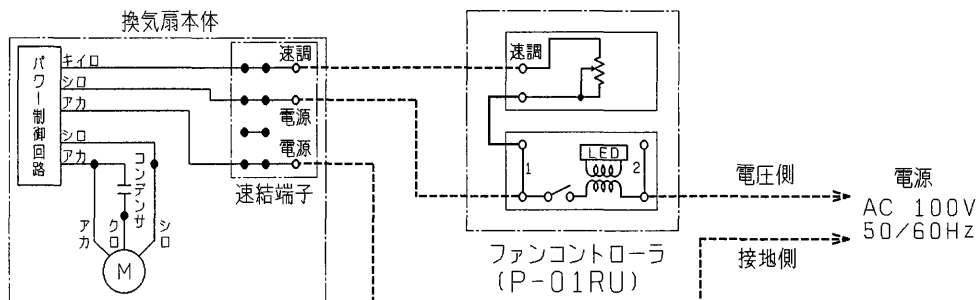 換気扇本体
パワー制御回路
キイロ
シロ
アカ
シロ
アカ
コンデンサ
アカ
クロ
シロ
M
速調
電源
電源
速結端子
速調
1
LED
2
ファンコントローラ
(P-01RU)
電圧側
接地側
電源
AC 100V
50/60Hz